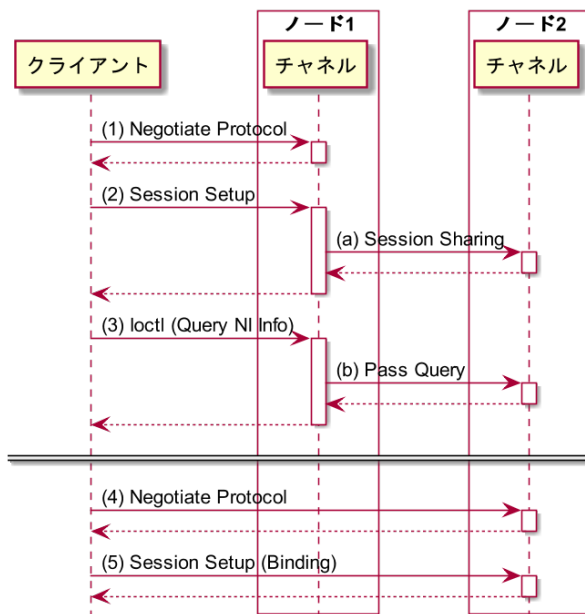 ノード1
ノード2
クライアント
チャネル
チャネル
(1) Negotiate Protocol
(2) Session Setup
(a) Session Sharing
(3) Ioctl (Query NI Info)
(b) Pass Query
(4) Negotiate Protocol
(5) Session Setup (Binding)